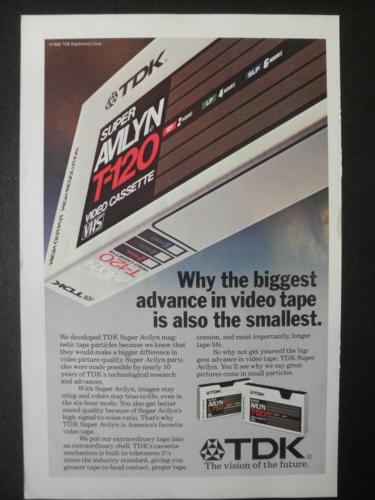 ©1982 TDK Electronics Corp.
TDK
SUPER
AVILYN
T-120
VIDEO CASSETTE
VHS
SP 2 HOURS
LP 4 HOURS
SLP 6 HOURS
HIGH OUTPUT HIGH RESOLUTION
Why the biggest
advance in video tape
is also the smallest.
We developed TDK Super Avilyn mag-
netic tape particles because we knew that
they would make a bigger difference in
video picture quality. Super Avilyn parti-
cles were made possible by nearly 50
years of TDK's technological research
and advances.
With Super Avilyn, images stay
crisp and colors stay true-to-life, even in
the six-hour mode. You also get better
sound quality because of Super Avilyn's
high signal-to-noise ratio. That's why
TDK Super Avilyn is America's favorite
video tape.
We put our extraordinary tape into
an extraordinary shell. TDK's cassette
mechanism is built to tolerances 2½
times the industry standard, giving you
greater tape-to-head contact, proper tape
tension, and most importantly, longer
tape life.
So why not get yourself the big-
gest advance in video tape: TDK Super
Avilyn. You'll see why we say great
pictures come in small particles.
AVILYN
TDK
The vision of the future.